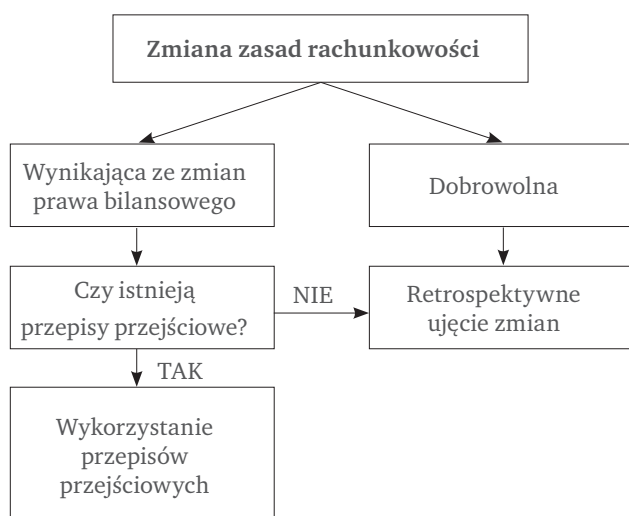 Zmiana zasad rachunkowości
Wynikająca ze zmian
prawa bilansowego
Dobrowolna
Czy istnieją
przepisy przejściowe?
NIE
Retrospektywne
ujęcie zmian
TAK
Wykorzystanie
przepisów
przejściowych